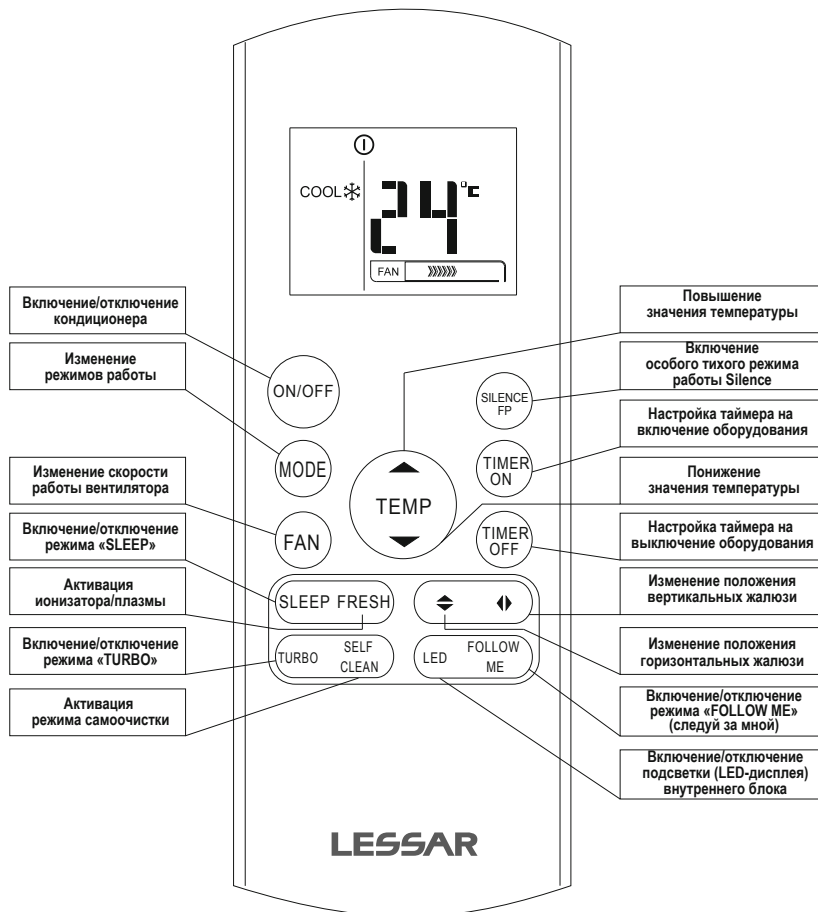 COOL
24°C
FAN
Включение/отключение
кондиционера
Изменение
режимов работы
Изменение скорости
работы вентилятора
Включение/отключение
режима «SLEEP»
Активация
ионизатора/плазмы
Включение/отключение
режима «TURBO»
Активация
режима самоочистки
ON/OFF
MODE
FAN
TEMP
SILENCE
FP
TIMER
ON
TIMER
OFF
SLEEP FRESH
TURBO
SELF
CLEAN
LED
FOLLOW
ME
Повышение
значения температуры
Включение
особого тихого режима
работы Silence
Настройка таймера на
включение оборудования
Понижение
значения температуры
Настройка таймера на
выключение оборудования
Изменение положения
вертикальных жалюзи
Изменение положения
горизонтальных жалюзи
Включение/отключение
режима «FOLLOW ME»
(следуй за мной)
Включение/отключение
подсветки (LED-дисплея)
внутреннего блока
LESSAR